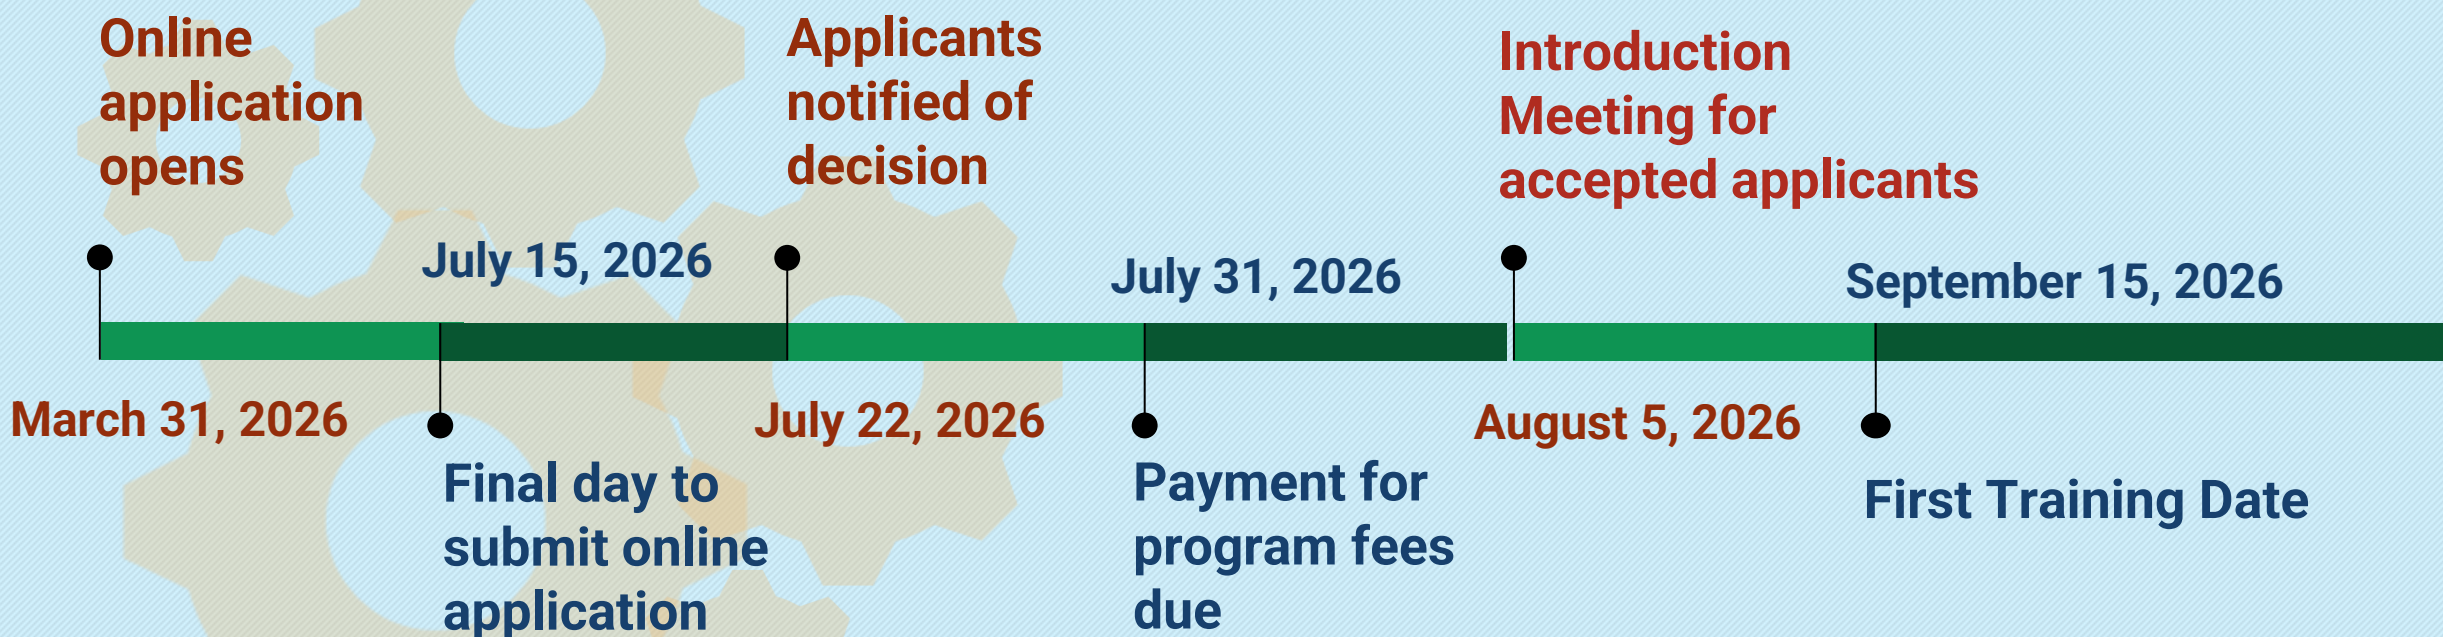 Online
application
opens
March 31, 2026
July 15, 2026
Final day to
submit online
application
Applicants
notified of
decision
July 22, 2026
July 31, 2026
Payment for
program fees
due
Introduction
Meeting for
accepted applicants
August 5, 2026
September 15, 2026
First Training Date